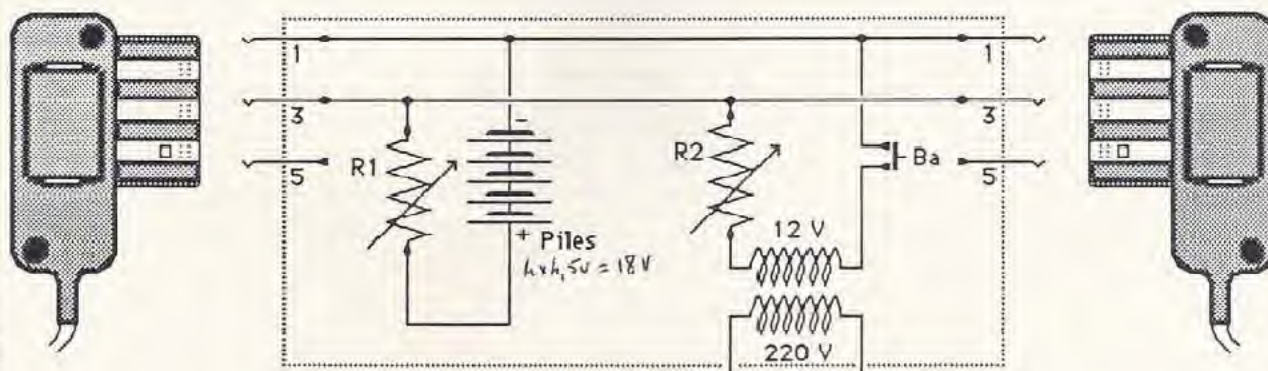 1 1
3 3
-
R1 R2 Ba
5 5
+ Piles
12 V
4x4,5V = 18V
220 V